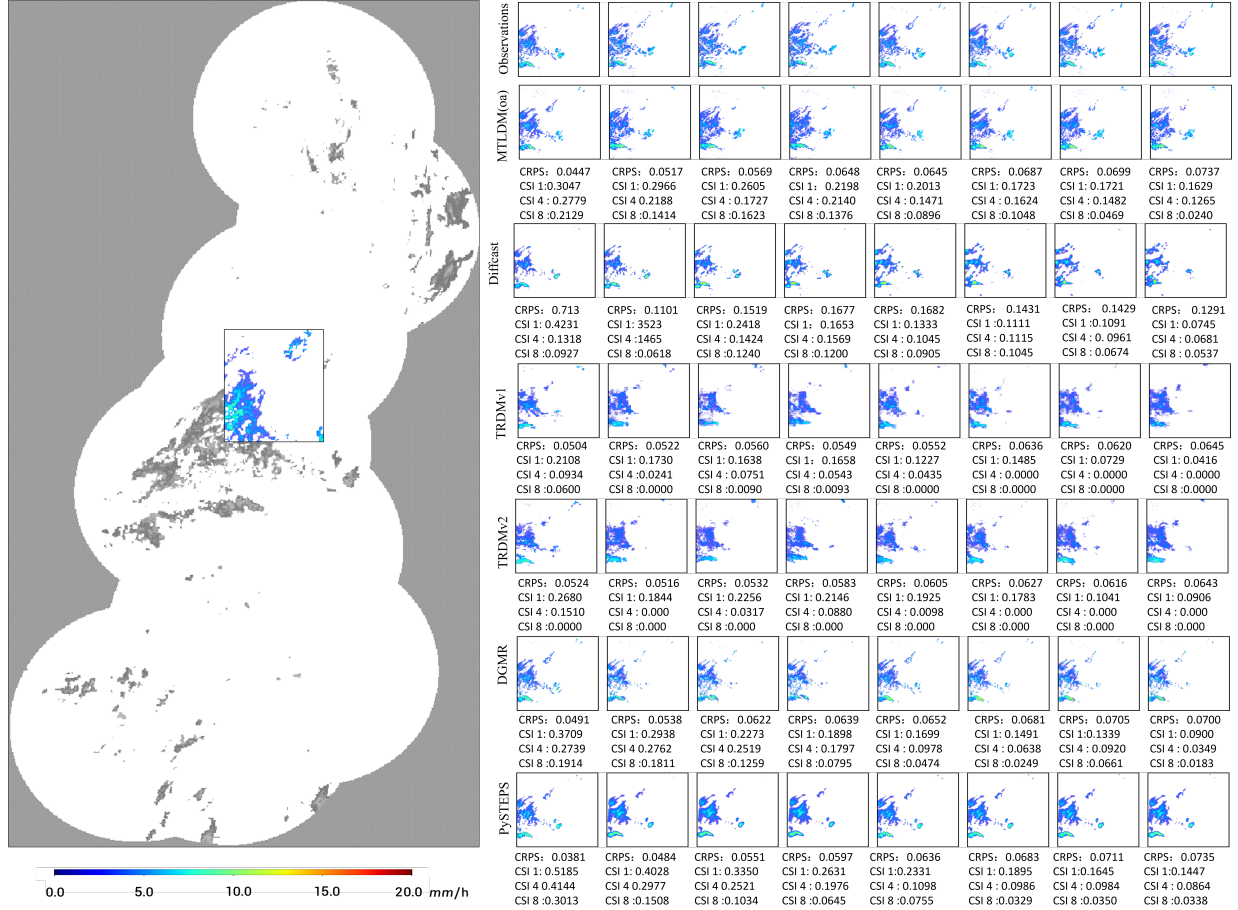 Observations
MTLDM(oa)
CRPS: 0.0447 CRPS: 0.0517 CRPS: 0.0569 CRPS: 0.0648 CRPS: 0.0645 CRPS: 0.0687 CRPS: 0.0699 CRPS: 0.0737
CSI 1:0.3047 CSI 1: 0.2966 CSI 1: 0.2605 CSI 1: 0.2198 CSI 1: 0.2013 CSI 1:0.1723 CSI 1:0.1721 CSI 1:0.1629
CSI 4 : 0.2779 CSI 4 0.2188 CSI 4 : 0.1727 CSI 4 : 0.2140 CSI 4 : 0.1471 CSI 4 : 0.1624 CSI 4 : 0.1482 CSI 4 : 0.1265
CSI 8 :0.2129 CSI 8 :0.1414 CSI 8 :0.1623 CSI 8 :0.1376 CSI 8 :0.0896 CSI 8 :0.1048 CSI 8 :0.0469 CSI 8 :0.0240
Diffcast
CRPS: 0.713 CRPS: 0.1101 CRPS: 0.1519 CRPS: 0.1677 CRPS: 0.1682 CRPS: 0.1431 CRPS: 0.1429 CRPS: 0.1291
CSI 1: 0.4231 CSI 1: 3523 CSI 1: 0.2418 CSI 1: 0.1653 CSI 1: 0.1333 CSI 1 :0.1111 CSI 1 :0.1091 CSI 1: 0.0745
CSI 4 : 0.1318 CSI 4 :1465 CSI 4 : 0.1424 CSI 4 : 0.1569 CSI 4 : 0.1045 CSI 4 : 0.1115 CSI 4 : 0.0961 CSI 4 : 0.0681
CSI 8 :0.0927 CSI 8 :0.0618 CSI 8 : 0.1240 CSI 8 : 0.1200 CSI 8 : 0.0905 CSI 8 :0.1045 CSI 8 : 0.0674 CSI 8 :0.0537
TRDMv1
CRPS: 0.0504 CRPS: 0.0522 CRPS: 0.0560 CRPS: 0.0549 CRPS: 0.0552 CRPS: 0.0636 CRPS: 0.0620 CRPS: 0.0645
CSI 1: 0.2108 CSI 1: 0.1730 CSI 1: 0.1638 CSI 1: 0.1658 CSI 1: 0.1227 CSI 1: 0.1485 CSI 1: 0.0729 CSI 1: 0.0416
CSI 4 : 0.0934 CSI 4 :0.0241 CSI 4 : 0.0751 CSI 4 : 0.0543 CSI 4 : 0.0435 CSI 4 : 0.0000 CSI 4 : 0.0000 CSI 4 : 0.0000
CSI 8 :0.0600 CSI 8 :0.0000 CSI 8 :0.0090 CSI 8 :0.0093 CSI 8 :0.0000 CSI 8 :0.0000 CSI 8 :0.0000 CSI 8 :0.0000
TRDMv2
CRPS: 0.0524 CRPS: 0.0516 CRPS: 0.0532 CRPS: 0.0583 CRPS: 0.0605 CRPS: 0.0627 CRPS: 0.0616 CRPS: 0.0643
CSI 1: 0.2680 CSI 1: 0.1844 CSI 1: 0.2256 CSI 1: 0.2146 CSI 1: 0.1925 CSI 1: 0.1783 CSI 1: 0.1041 CSI 1: 0.0906
CSI 4 : 0.1510 CSI 4 : 0.000 CSI 4 : 0.0317 CSI 4 : 0.0880 CSI 4 : 0.0098 CSI 4 : 0.000 CSI 4 : 0.000 CSI 4 : 0.000
CSI 8 :0.000 CSI 8 :0.000 CSI 8 :0.000 CSI 8 :0.000 CSI 8 :0.000 CSI 8 :0.000 CSI 8 :0.000 CSI 8 :0.000
DGMR
CRPS: 0.0491 CRPS: 0.0538 CRPS: 0.0622 CRPS: 0.0639 CRPS: 0.0652 CRPS: 0.0681 CRPS: 0.0705 CRPS: 0.0700
CSI 1: 0.3709 CSI 1: 0.2938 CSI 1: 0.2273 CSI 1: 0.1898 CSI 1: 0.1699 CSI 1: 0.1491 CSI 1:0.1339 CSI 1: 0.0900
CSI 4 :0.2739 CSI 4 0.2762 CSI 4 :0.2519 CSI 4 : 0.1797 CSI 4 : 0.0978 CSI 4 : 0.0638 CSI 4 : 0.0920 CSI 4 : 0.0349
CSI 8 :0.1914 CSI 8 :0.1811 CSI 8 :0.1259 CSI 8 :0.0795 CSI 8 :0.0474 CSI 8 :0.0249 CSI 8 :0.0661 CSI 8 :0.0183
PySTEPS
CRPS: 0.0381 CRPS: 0.0484 CRPS: 0.0551 CRPS: 0.0597 CRPS: 0.0636 CRPS: 0.0683 CRPS: 0.0711 CRPS: 0.0735
CSI 1: 0.5185 CSI 1: 0.4028 CSI 1: 0.3350 CSI 1: 0.2631 CSI 1:0.2331 CSI 1: 0.1895 CSI 1:0.1645 CSI 1:0.1447
CSI 4 0.4144 CSI 4 0.2977 CSI 4 0.2521 CSI 4 : 0.1976 CSI 4 : 0.1098 CSI 4 : 0.0986 CSI 4 : 0.0984 CSI 4 : 0.0864
CSI 8 :0.3013 CSI 8 :0.1508 CSI 8 : 0.1034 CSI 8 :0.0645 CSI 8 :0.0755 CSI 8 :0.0329 CSI 8 :0.0350 CSI 8 :0.0338
0.0 5.0 10.0 15.0 20.0 mm/h